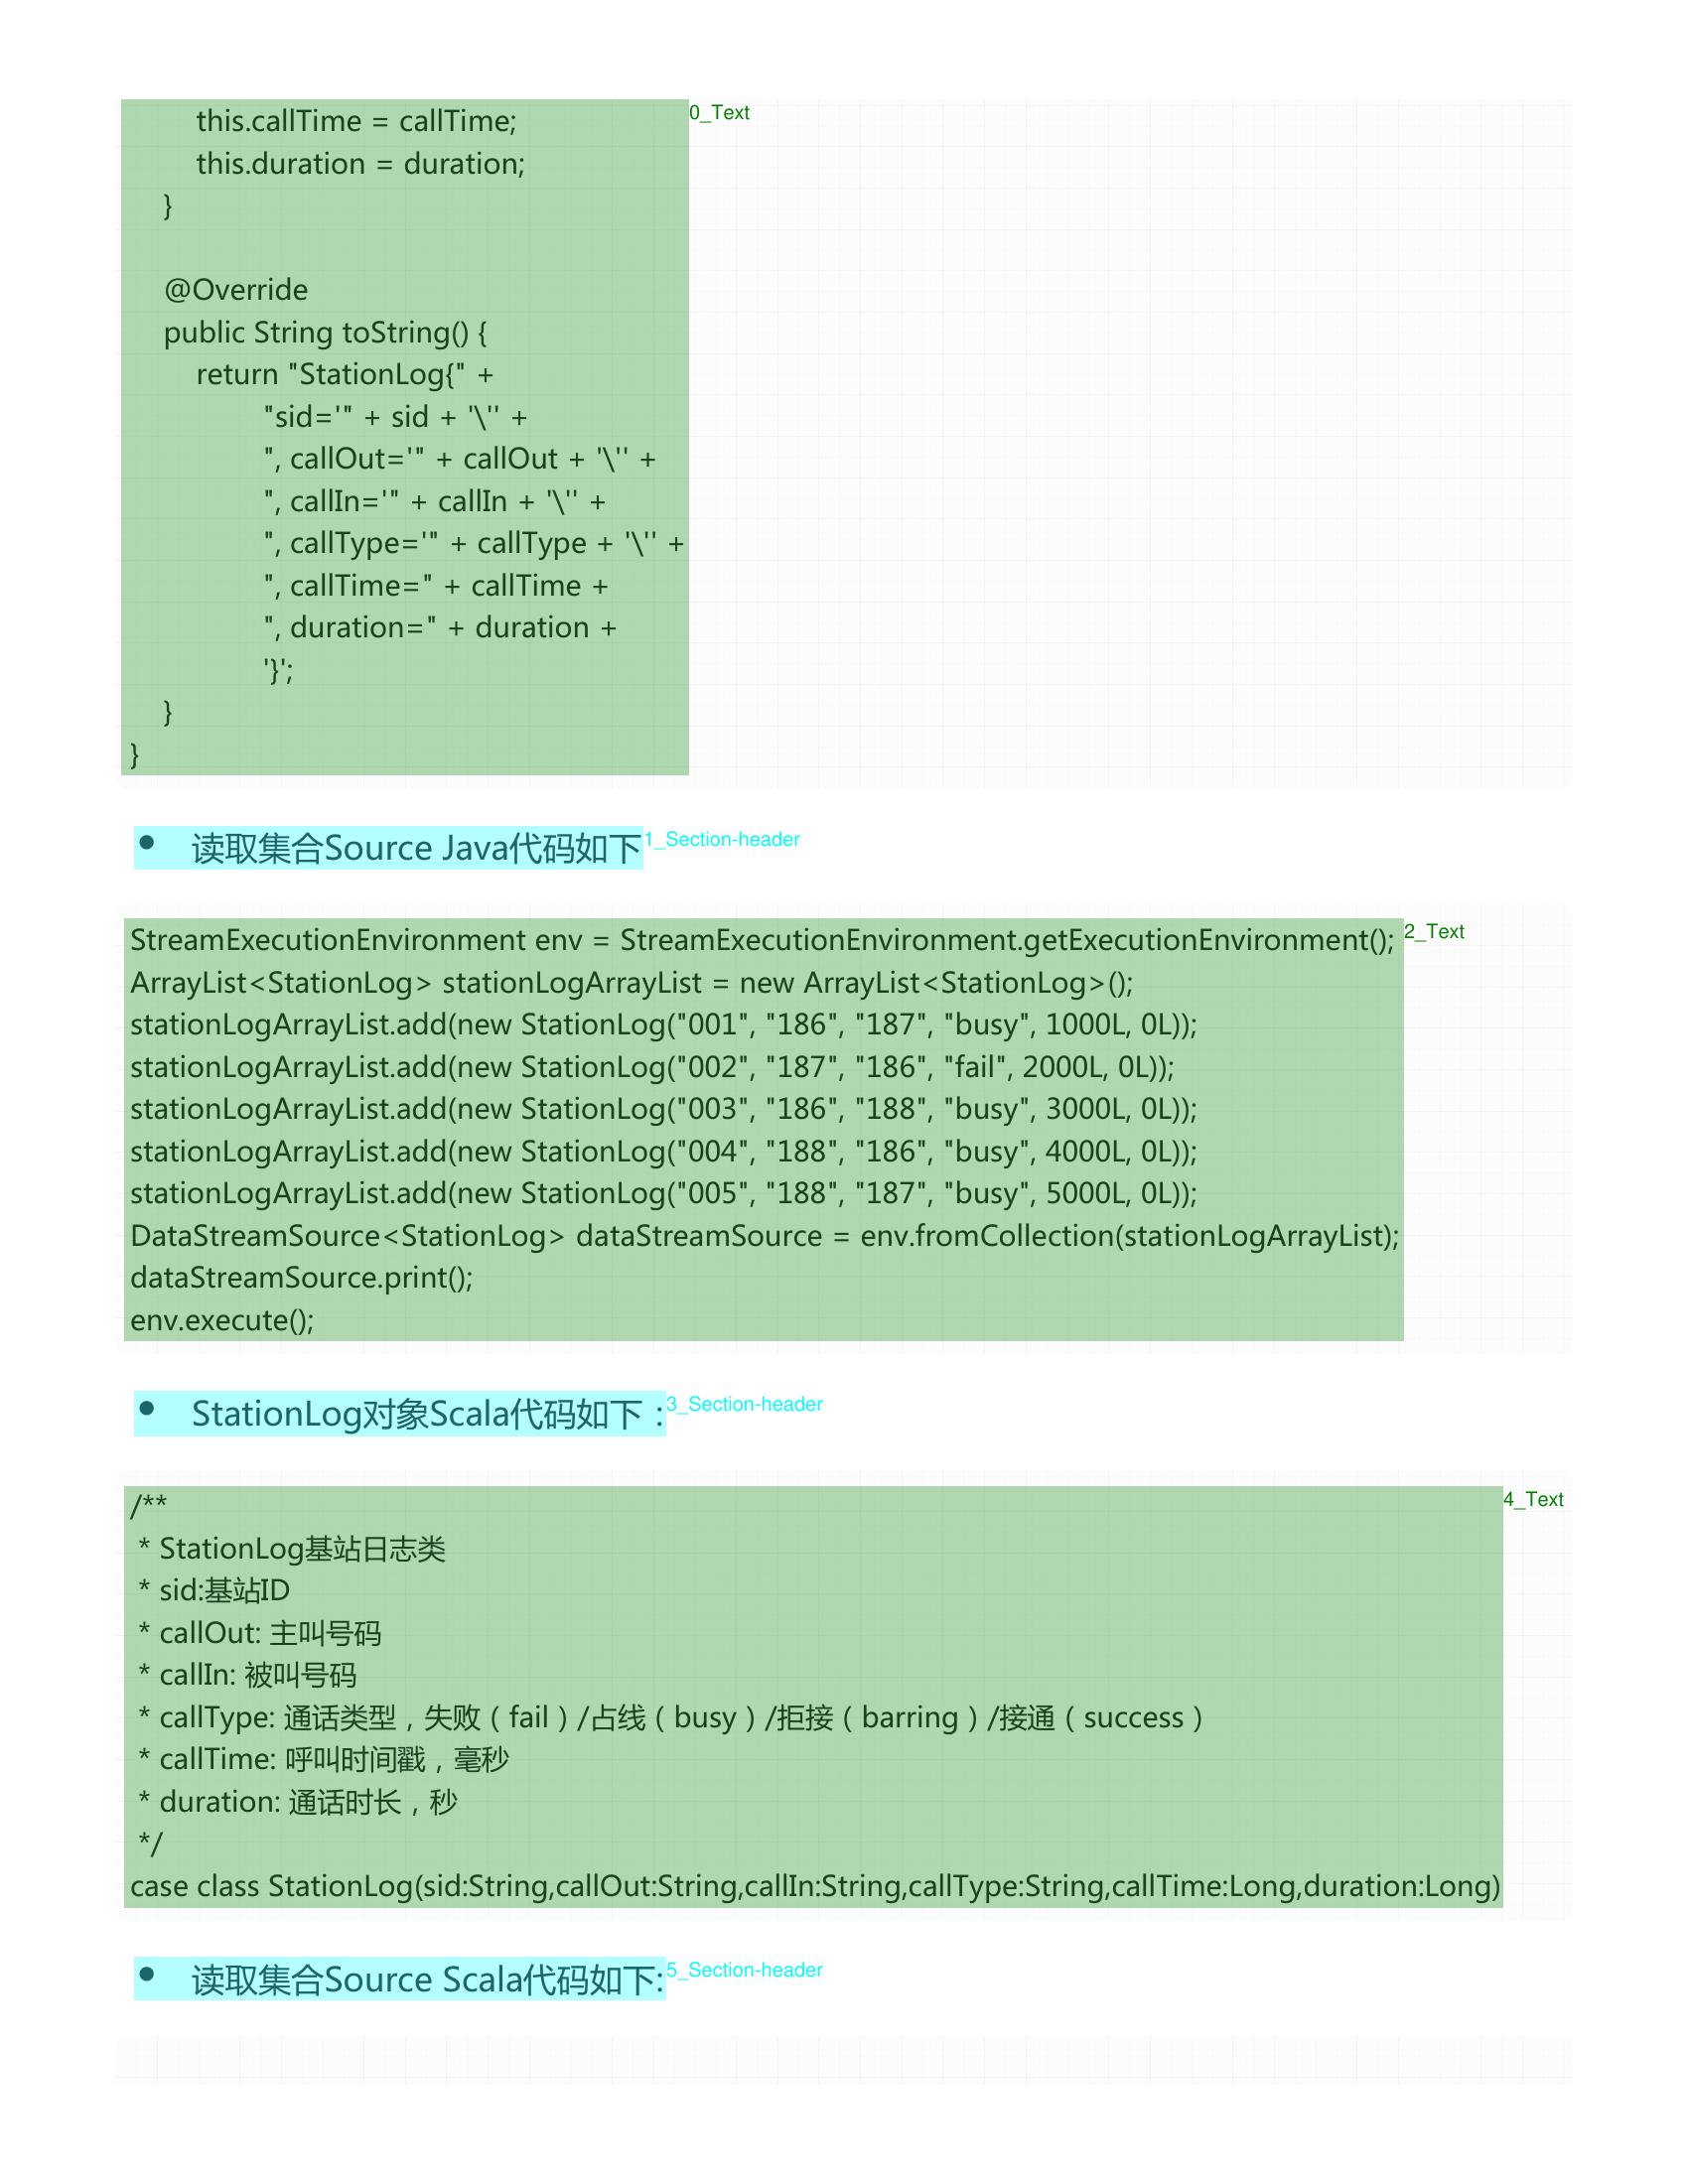 this.callTime = callTime;
this.duration = duration;
}
@Override
public String toString() {
return "StationLog{" +
"sid='" + sid + '\'' +
", callOut='" + callOut + '\'' +
", callIn='" + callIn + '\'' +
", callType='" + callType + '\'' +
", callTime=" + callTime +
", duration=" + duration +
'}';
}
}
0_Text
• 读取集合Source Java代码如下
1_Section-header
StreamExecutionEnvironment env = StreamExecutionEnvironment.getExecutionEnvironment();
ArrayList<StationLog> stationLogArrayList = new ArrayList<StationLog>();
stationLogArrayList.add(new StationLog("001", "186", "187", "busy", 1000L, 0L));
stationLogArrayList.add(new StationLog("002", "187", "186", "fail", 2000L, 0L));
stationLogArrayList.add(new StationLog("003", "186", "188", "busy", 3000L, 0L));
stationLogArrayList.add(new StationLog("004", "188", "186", "busy", 4000L, 0L));
stationLogArrayList.add(new StationLog("005", "188", "187", "busy", 5000L, 0L));
DataStreamSource<StationLog> dataStreamSource = env.fromCollection(stationLogArrayList);
dataStreamSource.print();
env.execute();
2_Text
• StationLog对象Scala代码如下：
3_Section-header
/**
* StationLog基站日志类
* sid:基站ID
* callOut: 主叫号码
* callIn: 被叫号码
* callType: 通话类型，失败（fail）/占线（busy）/拒接（barring）/接通（success）
* callTime: 呼叫时间戳，毫秒
* duration: 通话时长，秒
*/
case class StationLog(sid:String,callOut:String,callIn:String,callType:String,callTime:Long,duration:Long)
4_Text
• 读取集合Source Scala代码如下:
5_Section-header